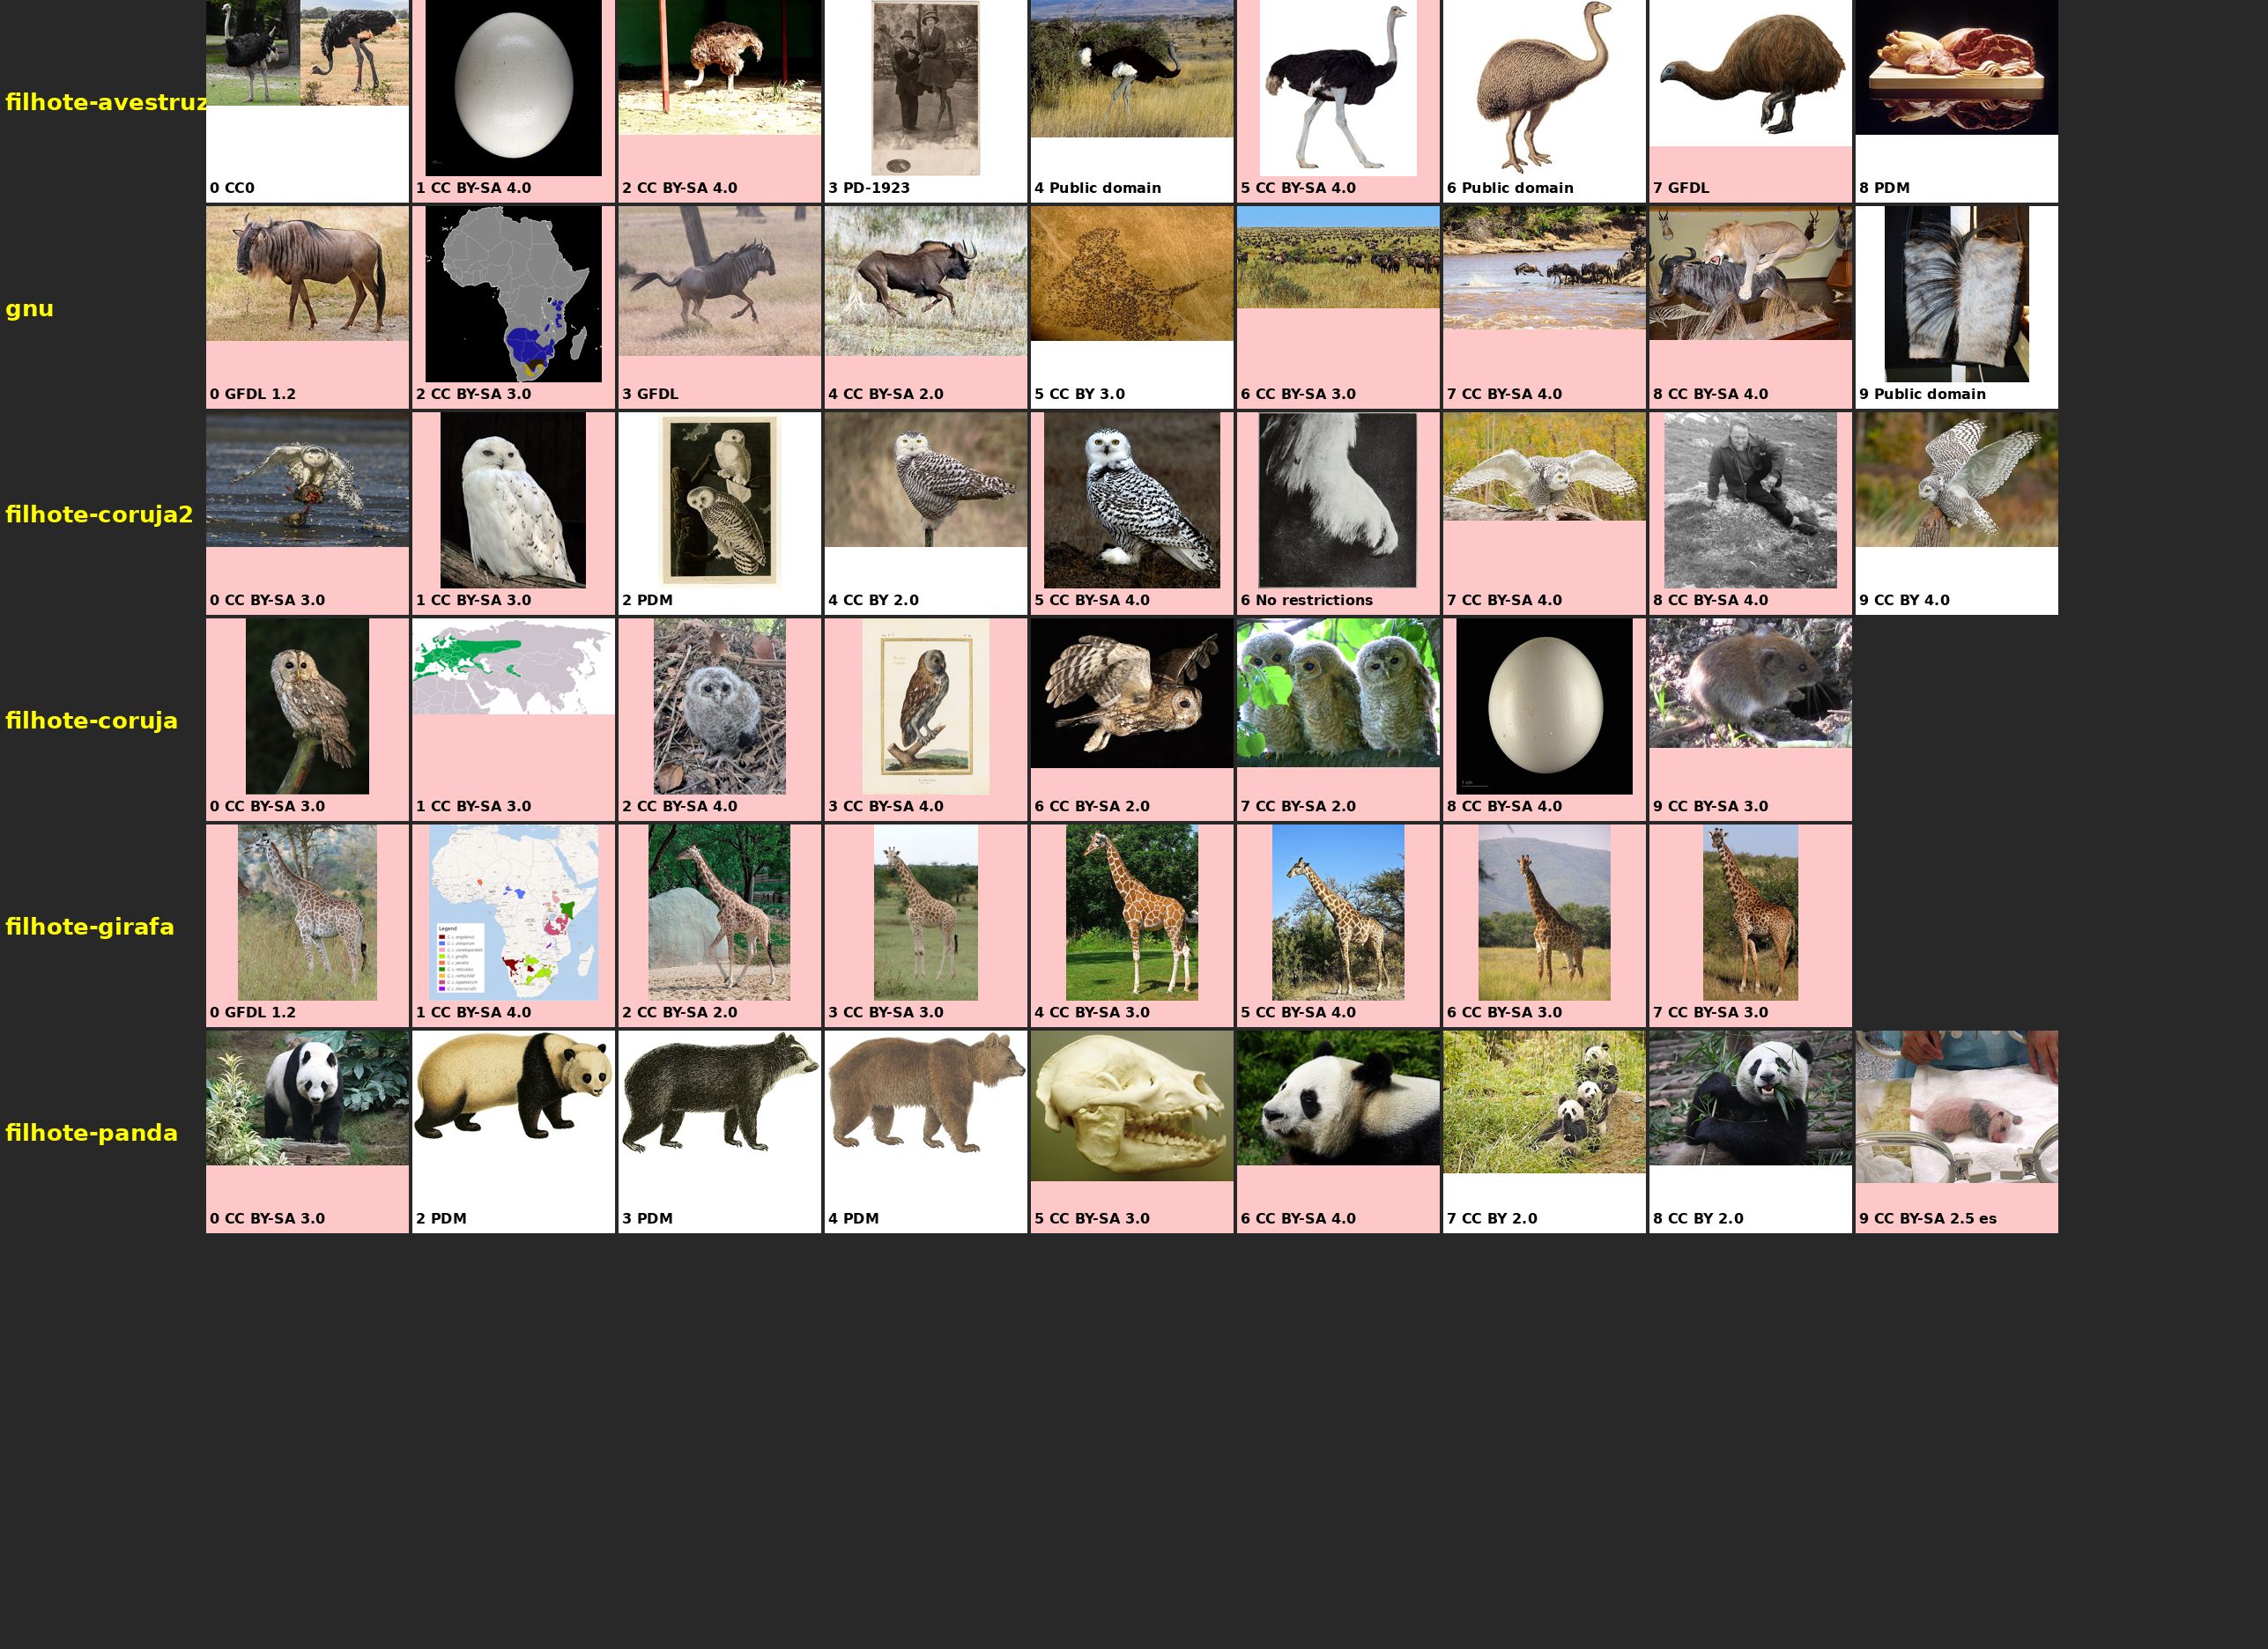 filhote-avestruz
0 CC0
1 CC BY-SA 4.0
2 CC BY-SA 4.0
3 PD-1923
4 Public domain
5 CC BY-SA 4.0
6 Public domain
7 GFDL
8 PDM
gnu
0 GFDL 1.2
2 CC BY-SA 3.0
3 GFDL
4 CC BY-SA 2.0
5 CC BY 3.0
6 CC BY-SA 3.0
7 CC BY-SA 4.0
8 CC BY-SA 4.0
9 Public domain
filhote-coruja2
0 CC BY-SA 3.0
1 CC BY-SA 3.0
2 PDM
4 CC BY 2.0
5 CC BY-SA 4.0
6 No restrictions
7 CC BY-SA 4.0
8 CC BY-SA 4.0
9 CC BY 4.0
filhote-coruja
0 CC BY-SA 3.0
1 CC BY-SA 3.0
2 CC BY-SA 4.0
3 CC BY-SA 4.0
6 CC BY-SA 2.0
7 CC BY-SA 2.0
1 cm
8 CC BY-SA 4.0
9 CC BY-SA 3.0
filhote-girafa
Legend
0 GFDL 1.2
1 CC BY-SA 4.0
2 CC BY-SA 2.0
3 CC BY-SA 3.0
4 CC BY-SA 3.0
5 CC BY-SA 4.0
6 CC BY-SA 3.0
7 CC BY-SA 3.0
filhote-panda
0 CC BY-SA 3.0
2 PDM
3 PDM
4 PDM
5 CC BY-SA 3.0
6 CC BY-SA 4.0
7 CC BY 2.0
8 CC BY 2.0
9 CC BY-SA 2.5 es